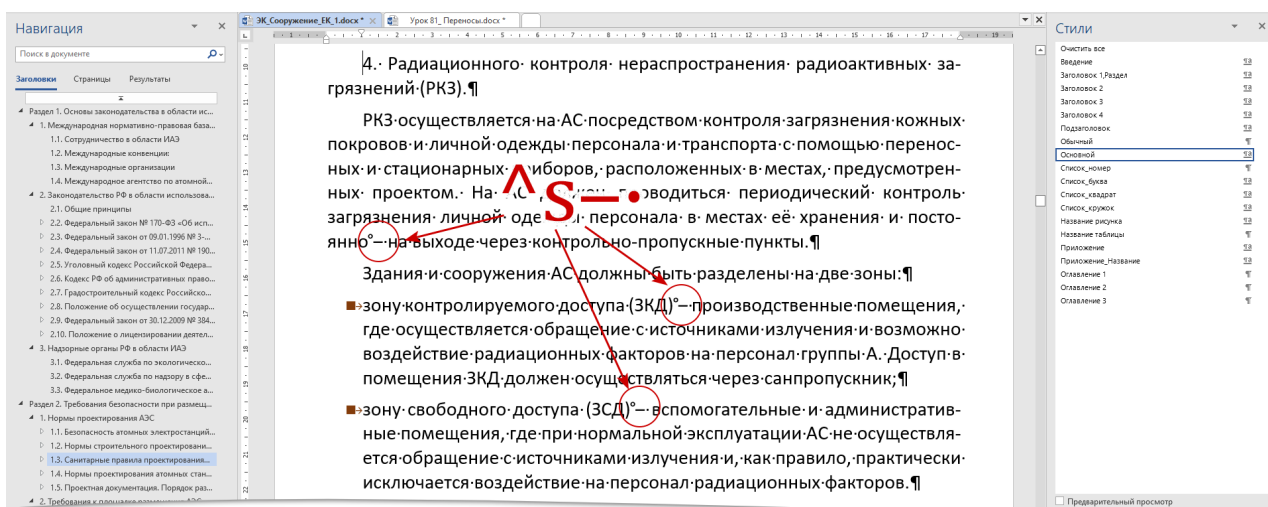 Навигация
Поиск в документе
Заголовки Страницы Результаты
Раздел 1. Основы законодательства в области ис...
1. Международная нормативно-правовая база...
1.1. Сотрудничество в области ИАЭ
1.2. Международные конвенции:
1.3. Международные организации
1.4. Международное агентство по атомной...
2. Законодательство РФ в области использова...
2.1. Общие принципы
2.2. Федеральный закон № 170-ФЗ «Об исп...
2.3. Федеральный закон от 09.01.1996 № 3-...
2.4. Федеральный закон от 11.07.2011 № 190...
2.5. Уголовный кодекс Российской Федера...
2.6. Кодекс РФ об административных право...
2.7. Градостроительный кодекс Российско...
2.8. Положение об осуществлении государ...
2.9. Федеральный закон от 30.12.2009 № 384...
2.10. Положение о лицензировании деятел...
3. Надзорные органы РФ в области ИАЭ
3.1. Федеральная служба по экологическо...
3.2. Федеральная служба по надзору в сфе...
3.3. Федеральное медико-биологическое а...
Раздел 2. Требования безопасности при размещ...
1. Нормы проектирования АЭС
1.1. Безопасность атомных электростанций...
1.2. Нормы строительного проектировани...
1.3. Санитарные правила проектирования...
1.4. Нормы проектирования атомных стан...
1.5. Проектная документация. Порядок раз...
ЭК_Сооружение_ЕК_1.docx * Урок 81_ Переносы.docx *
4.· Радиационного· контроля· нераспространения· радиоактивных· за-
грязнений·(РКЗ).¶
РКЗ·осуществляется·на·АС·посредством·контроля·загрязнения·кожных·
покровов·и·личной·одежды·персонала·и·транспорта·с·помощью·перенос-
ных·и·стационарных·приборов,·расположенных·в·местах,·предусмотрен-
ных· проектом.· На· АС· проводиться· периодический· контроль·
загрязнения· личной· одежды· персонала· в· местах· её· хранения· и· посто-
янно°–·на·выходе·через·контрольно-пропускные·пункты.¶
^s–·
Здания·и·сооружения·АС·должны·быть·разделены·на·две·зоны:¶
зону·контролируемого·доступа·(ЗКД)°–·производственные·помещения,·
где·осуществляется·обращение·с·источниками·излучения·и·возможно·
воздействие·радиационных·факторов·на·персонал·группы·А.·Доступ·в·
помещения·ЗКД·должен·осуществляться·через·санпропускник;¶
зону·свободного·доступа·(ЗСД)°–·вспомогательные·и·административ-
ные·помещения,·где·при·нормальной·эксплуатации·АС·не·осуществля-
ется·обращение·с·источниками·излучения·и,·как·правило,·практически·
исключается·воздействие·на·персонал·радиационных·факторов.¶
Стили
Очистить все
Введение
Заголовок 1,Раздел
Заголовок 2
Заголовок 3
Заголовок 4
Подзаголовок
Обычный
Основной
Список_номер
Список_буква
Список_квадрат
Список_кружок
Название рисунка
Название таблицы
Приложение
Приложение_Название
Оглавление 1
Оглавление 2
Оглавление 3
Предварительный просмотр